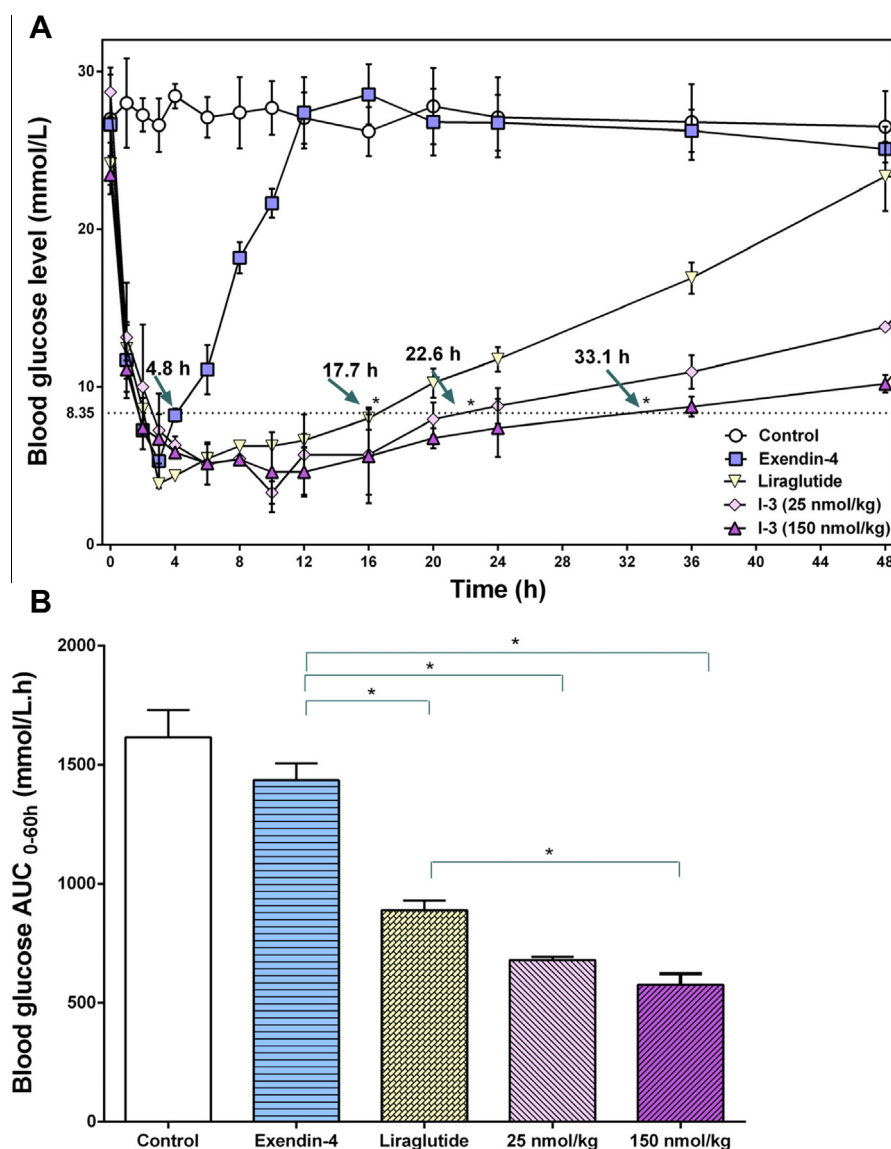 A
Blood glucose level (mmol/L)
30
20
10
8.35
0
4.8 h
17.7 h
*
22.6 h
*
33.1 h
*
Control
Exendin-4
Liraglutide
I-3 (25 nmol/kg)
I-3 (150 nmol/kg)
0 4 8 12 16 20 24 28 32 36 40 44 48
Time (h)
B
Blood glucose AUC 0-60h (mmol/L.h)
2000
1500
1000
500
0
*
*
*
*
Control Exendin-4 Liraglutide 25 nmol/kg 150 nmol/kg